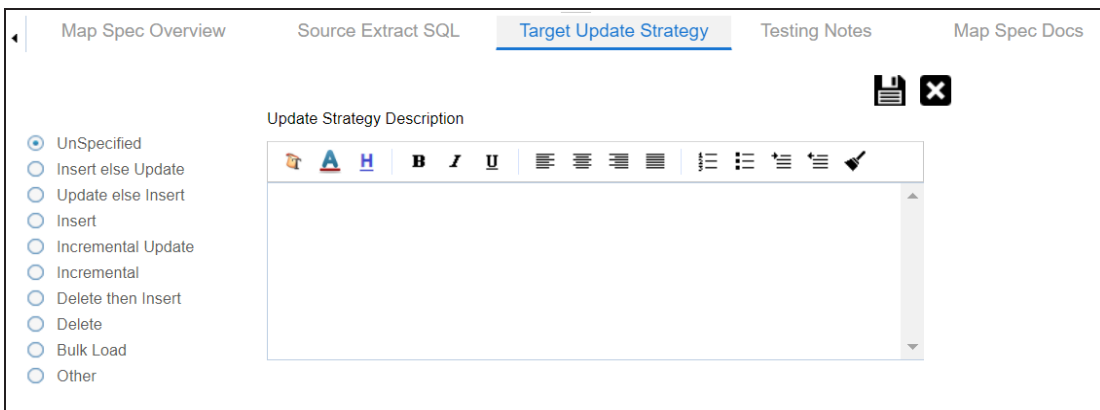 Map Spec Overview Source Extract SQL Target Update Strategy Testing Notes Map Spec Docs
Update Strategy Description
UnSpecified
Insert else Update
Update else Insert
Insert
Incremental Update
Incremental
Delete then Insert
Delete
Bulk Load
Other
A H B I U